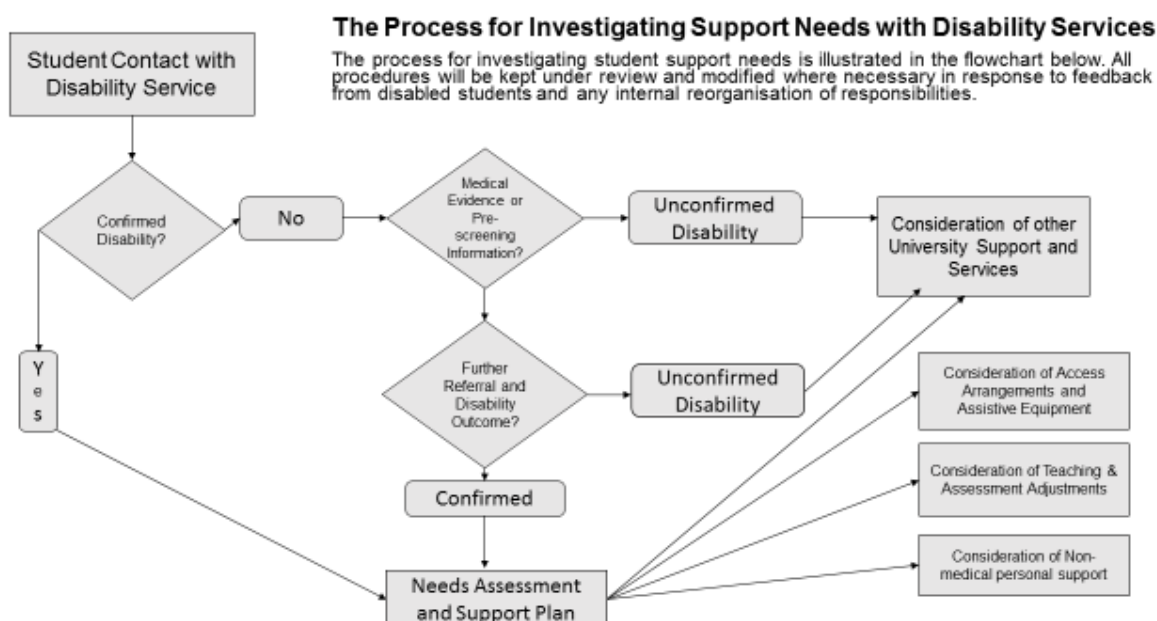 The Process for Investigating Support Needs with Disability Services
The process for investigating student support needs is illustrated in the flowchart below. All
procedures will be kept under review and modified where necessary in response to feedback
from disabled students and any internal reorganisation of responsibilities.
Student Contact with
Disability Service
Confirmed
Disability?
No
Medical
Evidence or
Pre-
screening
Information?
Unconfirmed
Disability
Consideration of other
University Support and
Services
Y
e
s
Further
Referral and
Disability
Outcome?
Unconfirmed
Disability
Consideration of Access
Arrangements and
Assistive Equipment
Confirmed
Consideration of Teaching &
Assessment Adjustments
Needs Assessment
and Support Plan
Consideration of Non-
medical personal support